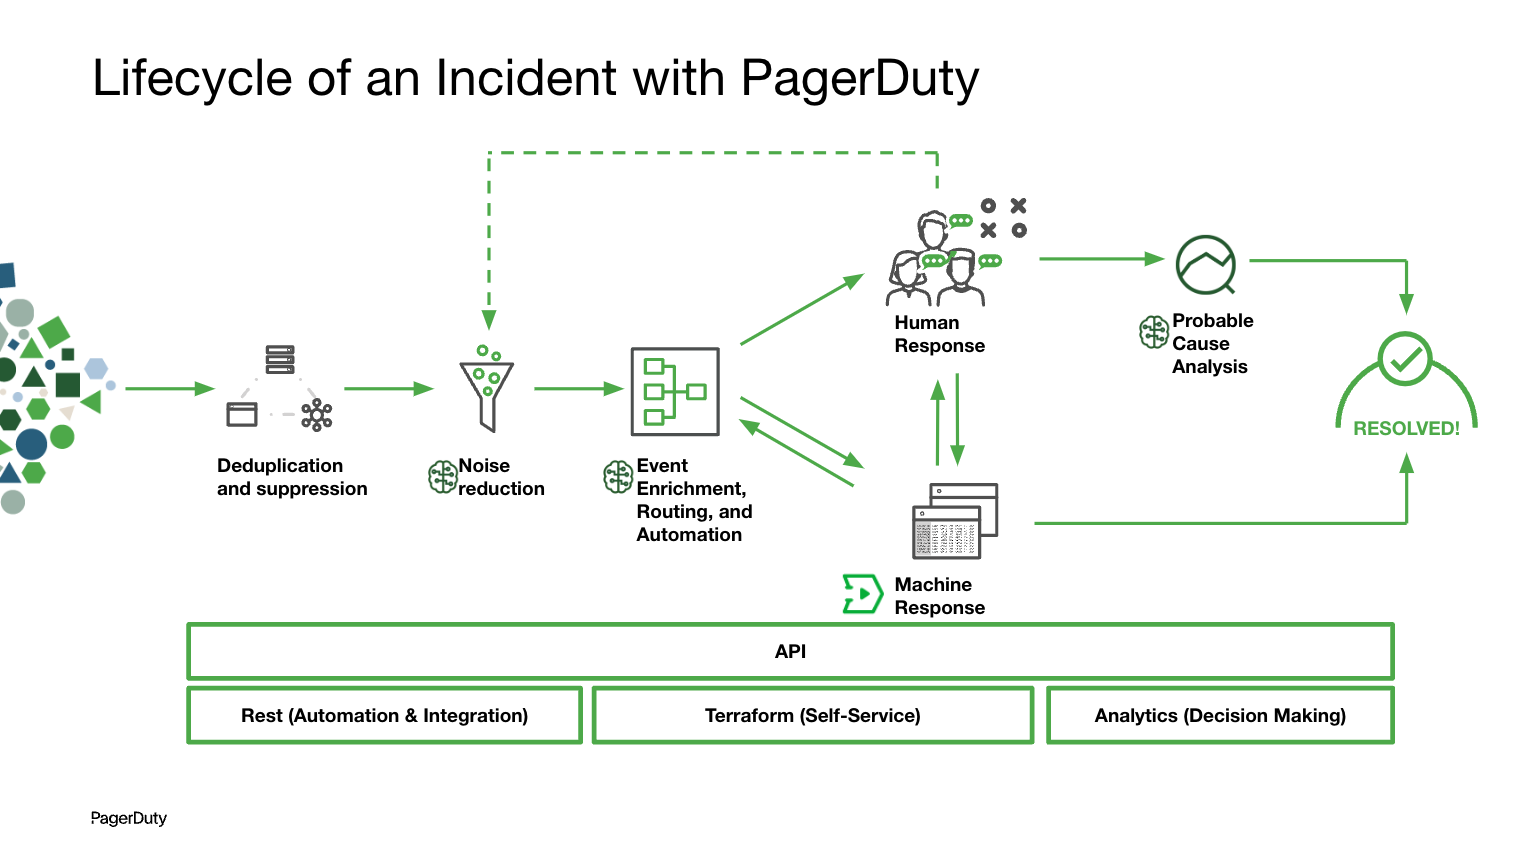 Lifecycle of an Incident with PagerDuty
Deduplication
and suppression
Noise
reduction
Event
Enrichment,
Routing, and
Automation
Human
Response
Machine
Response
Probable
Cause
Analysis
RESOLVED!
API
Rest (Automation & Integration)
Terraform (Self-Service)
Analytics (Decision Making)
PagerDuty